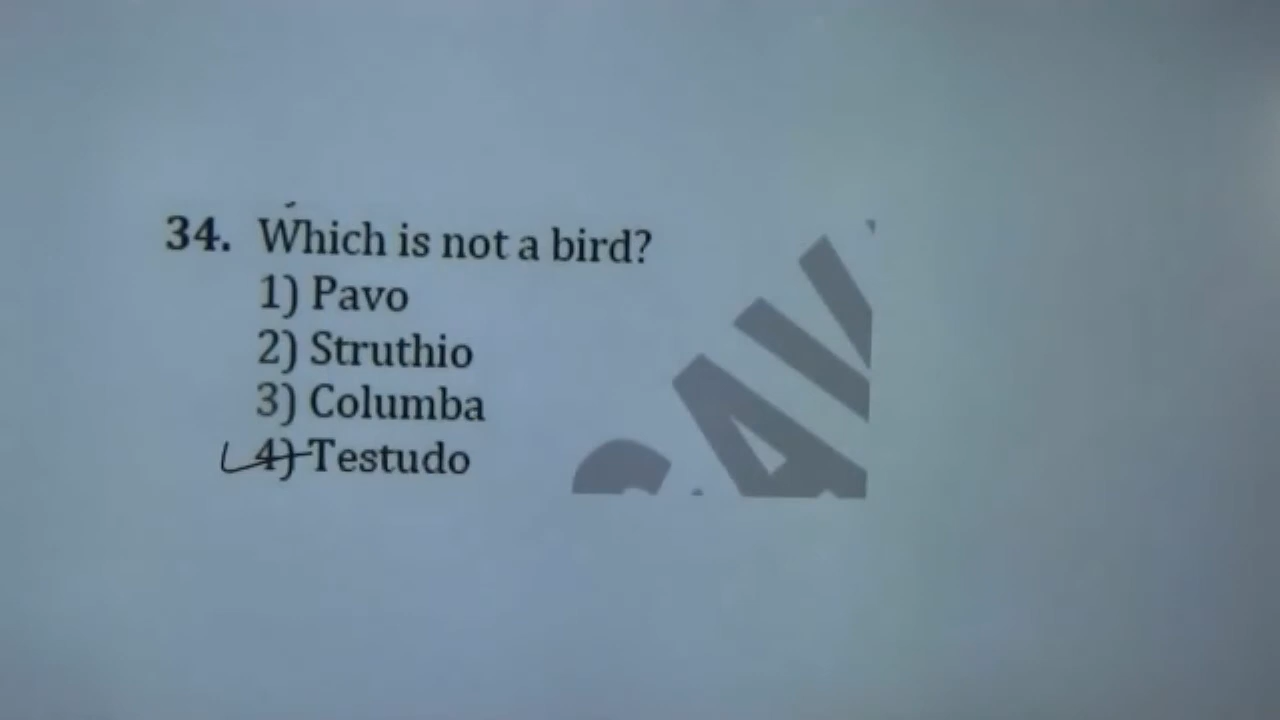 34. Which is not a bird?
1) Pavo
2) Struthio
3) Columba
4) Testudo